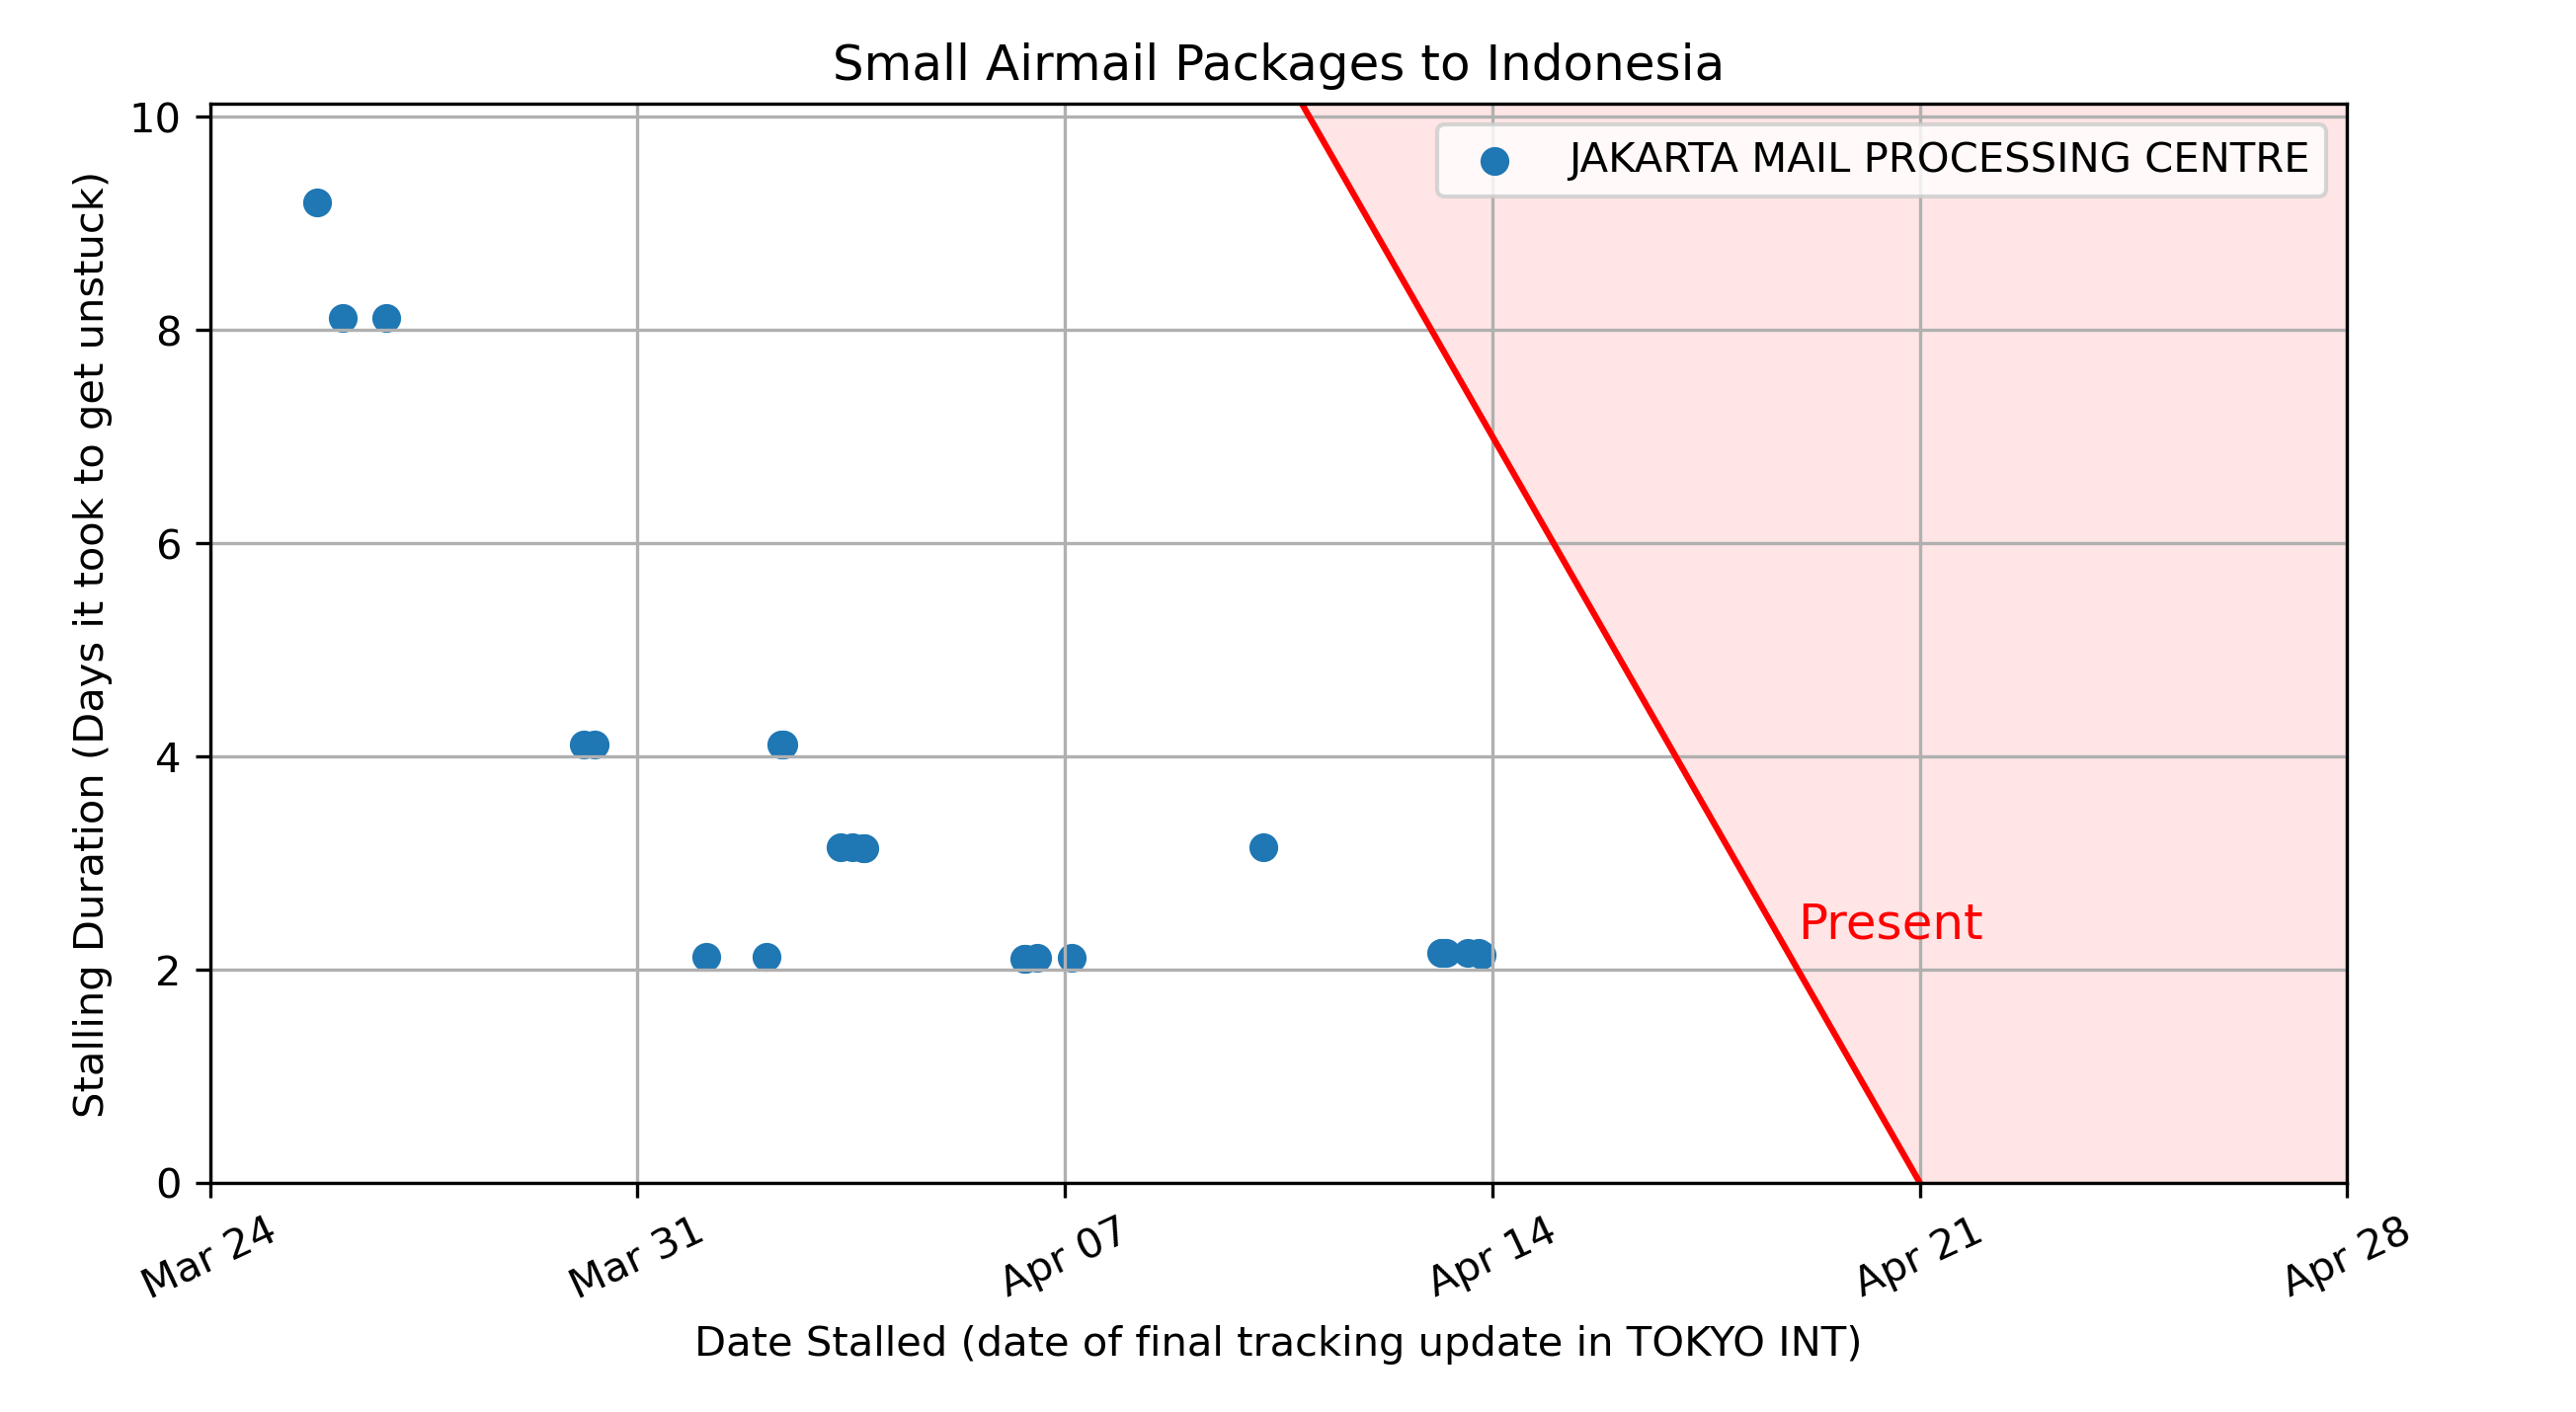 Small Airmail Packages to Indonesia
JAKARTA MAIL PROCESSING CENTRE
Stalling Duration (Days it took to get unstuck)
10
8
6
4
2
0
Present
Mar 24
Mar 31
Apr 07
Apr 14
Apr 21
Apr 28
Date Stalled (date of final tracking update in TOKYO INT)